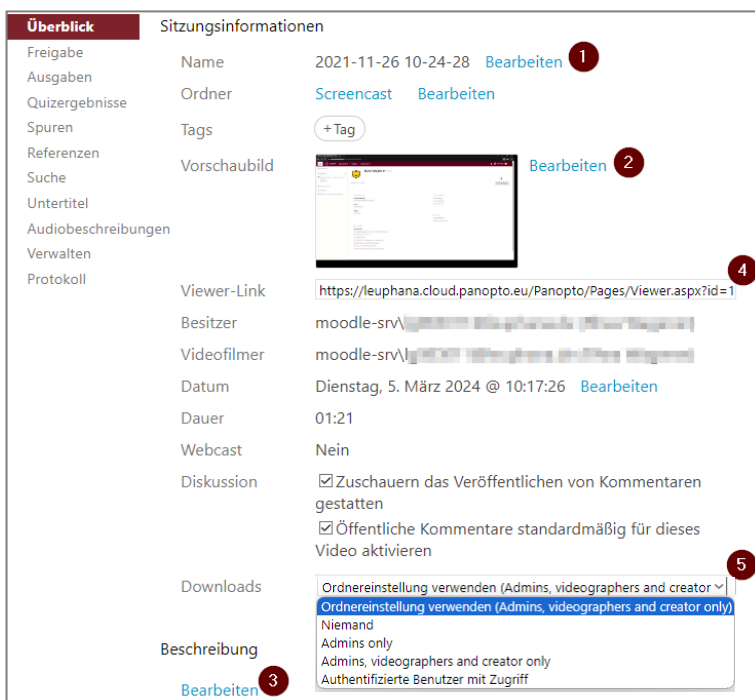 Überblick
Freigabe
Ausgaben
Quizergebnisse
Spuren
Referenzen
Suche
Untertitel
Audiobeschreibungen
Verwalten
Protokoll
Sitzungsinformationen
Name 2021-11-26 10-24-28 Bearbeiten 1
Ordner Screencast Bearbeiten
Tags +Tag
Vorschaubild Bearbeiten 2
4
Viewer-Link https://leuphana.cloud.panopto.eu/Panopto/Pages/Viewer.aspx?id=1
Besitzer moodle-srv\
Videofilmer moodle-srv\
Datum Dienstag, 5. März 2024 @ 10:17:26 Bearbeiten
Dauer 01:21
Webcast Nein
Diskussion Zuschauern das Veröffentlichen von Kommentaren
gestatten
Öffentliche Kommentare standardmäßig für dieses
Video aktivieren
5
Downloads Ordnereinstellung verwenden (Admins, videographers and creator
Ordnereinstellung verwenden (Admins, videographers and creator only)
Niemand
Admins only
Admins, videographers and creator only
Authentifizierte Benutzer mit Zugriff
Beschreibung
Bearbeiten 3